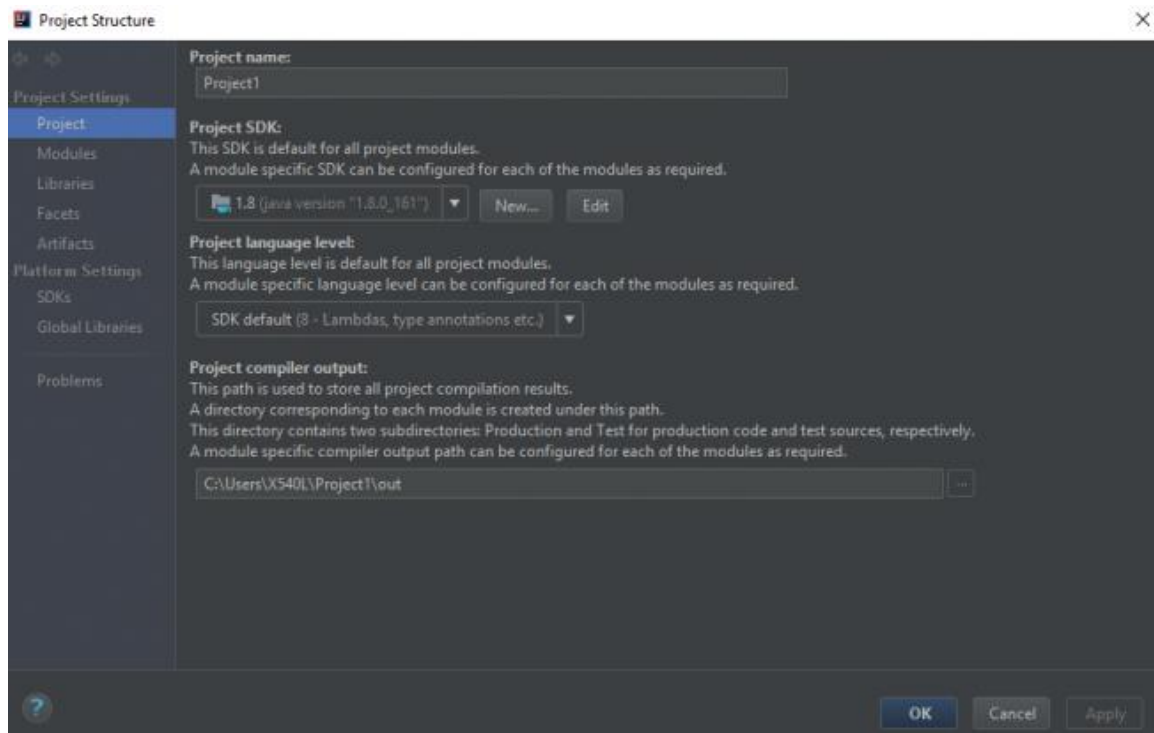 Project Structure
Project name:
Project1
Project Settings
Project
Modules
Libraries
Facets
Artifacts
Platform Settings
SDKs
Global Libraries
Problems
Project SDK:
This SDK is default for all project modules.
A module specific SDK can be configured for each of the modules as required.
1.8 (java version "1.8.0_161")
New...
Edit
Project language level:
This language level is default for all project modules.
A module specific language level can be configured for each of the modules as required.
SDK default (8 - Lambdas, type annotations etc.)
Project compiler output:
This path is used to store all project compilation results.
A directory corresponding to each module is created under this path.
This directory contains two subdirectories: Production and Test for production code and test sources, respectively.
A module specific compiler output path can be configured for each of the modules as required.
C:\Users\X540L\Project1\out
...
?
OK
Cancel
Apply